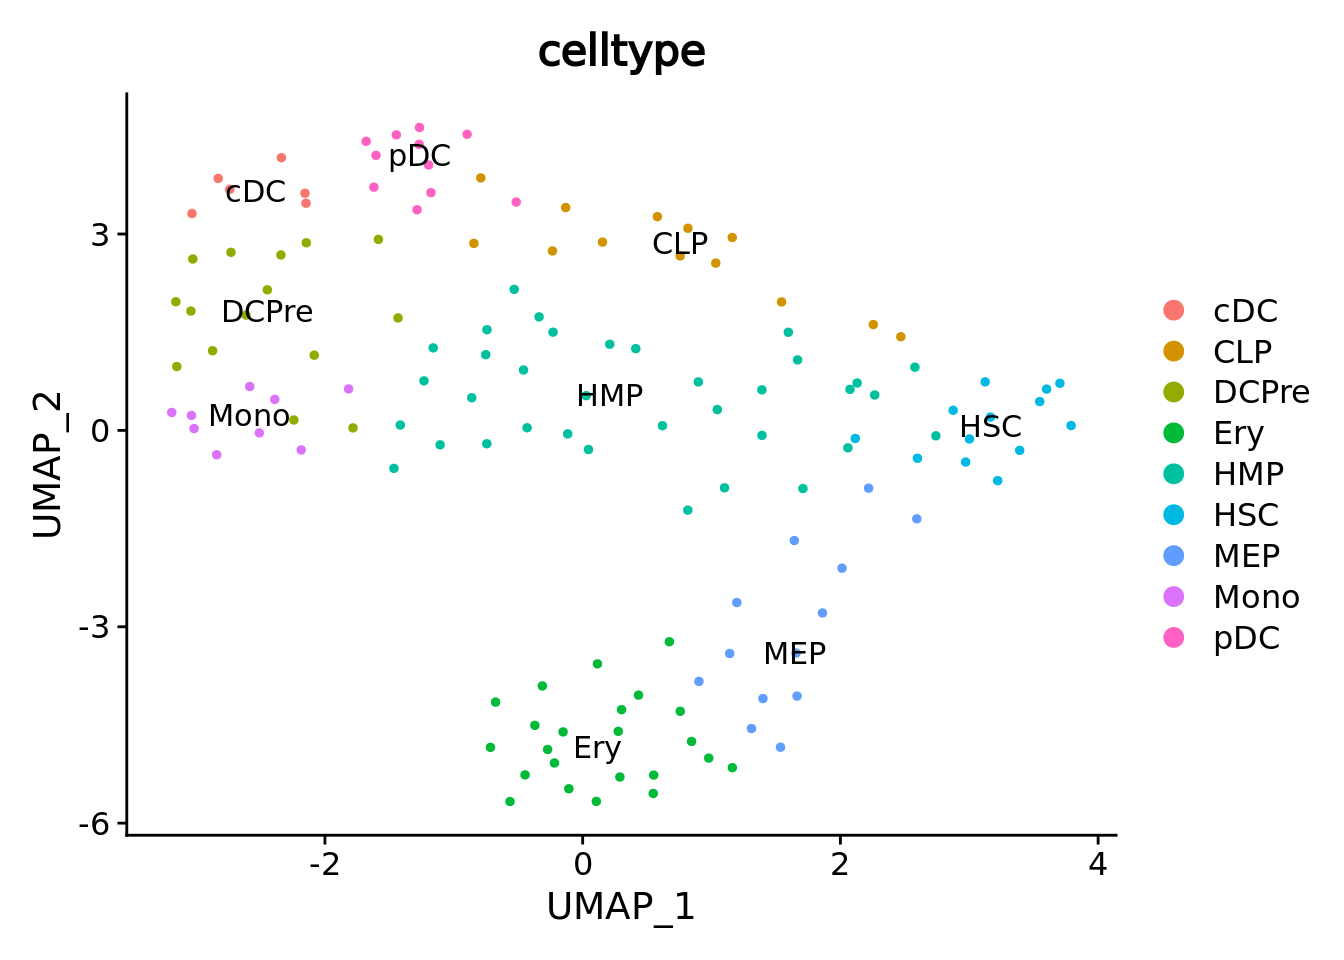 celltype
pDC
cDC
CLP
DCPre
HMP
Mono
HSC
MEP
Ery
3
0
-3
-6
UMAP_2
-2
0
2
4
UMAP_1
cDC
CLP
DCPre
Ery
HMP
HSC
MEP
Mono
pDC